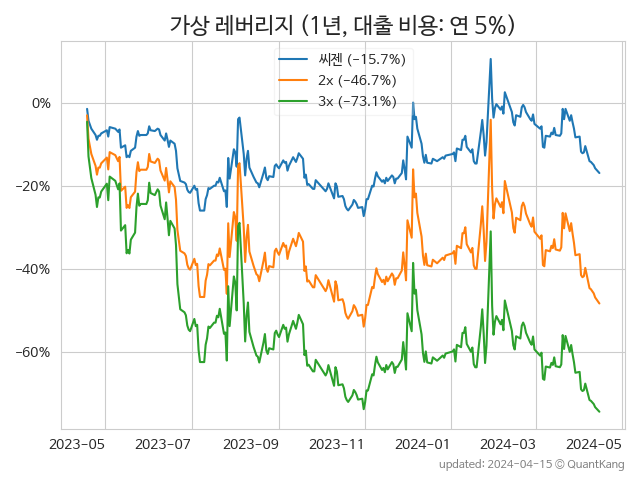 가상 레버리지 (1년, 대출 비용: 연 5%)
씨젠 (−15.7%)
2x (−46.7%)
3x (−73.1%)
0%
−20%
−40%
−60%
2023−05 2023−07 2023−09 2023−11 2024−01 2024−03 2024−05
updated: 2024−04−15 © QuantKang